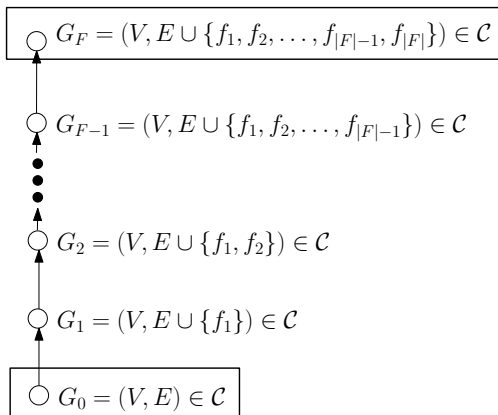 G_F = (V, E ∪ {f_1, f_2, . . . , f_{|F|−1}, f_{|F|}}) ∈ 𝒞
G_{F−1} = (V, E ∪ {f_1, f_2, . . . , f_{|F|−1}}) ∈ 𝒞
G_2 = (V, E ∪ {f_1, f_2}) ∈ 𝒞
G_1 = (V, E ∪ {f_1}) ∈ 𝒞
G_0 = (V, E) ∈ 𝒞